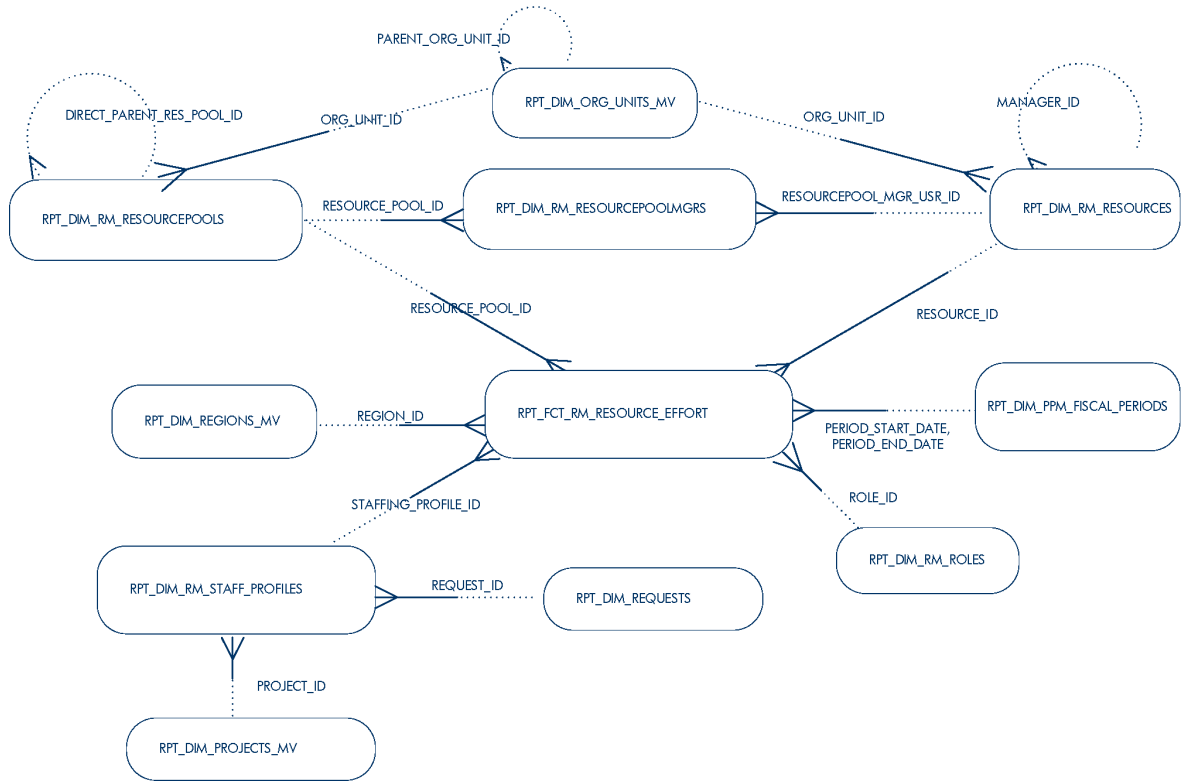 PARENT_ORG_UNIT_ID
RPT_DIM_ORG_UNITS_MV
MANAGER_ID
DIRECT_PARENT_RES_POOL_ID
ORG_UNIT_ID
ORG_UNIT_ID
RPT_DIM_RM_RESOURCEPOOLS
RESOURCE_POOL_ID
RPT_DIM_RM_RESOURCEPOOLMGRS
RESOURCEPOOL_MGR_USR_ID
RPT_DIM_RM_RESOURCES
RESOURCE_POOL_ID
RESOURCE_ID
RPT_DIM_REGIONS_MV
REGION_ID
RPT_FCT_RM_RESOURCE_EFFORT
RPT_DIM_PPM_FISCAL_PERIODS
PERIOD_START_DATE,
PERIOD_END_DATE
STAFFING_PROFILE_ID
ROLE_ID
RPT_DIM_RM_ROLES
RPT_DIM_RM_STAFF_PROFILES
REQUEST_ID
RPT_DIM_REQUESTS
PROJECT_ID
RPT_DIM_PROJECTS_MV